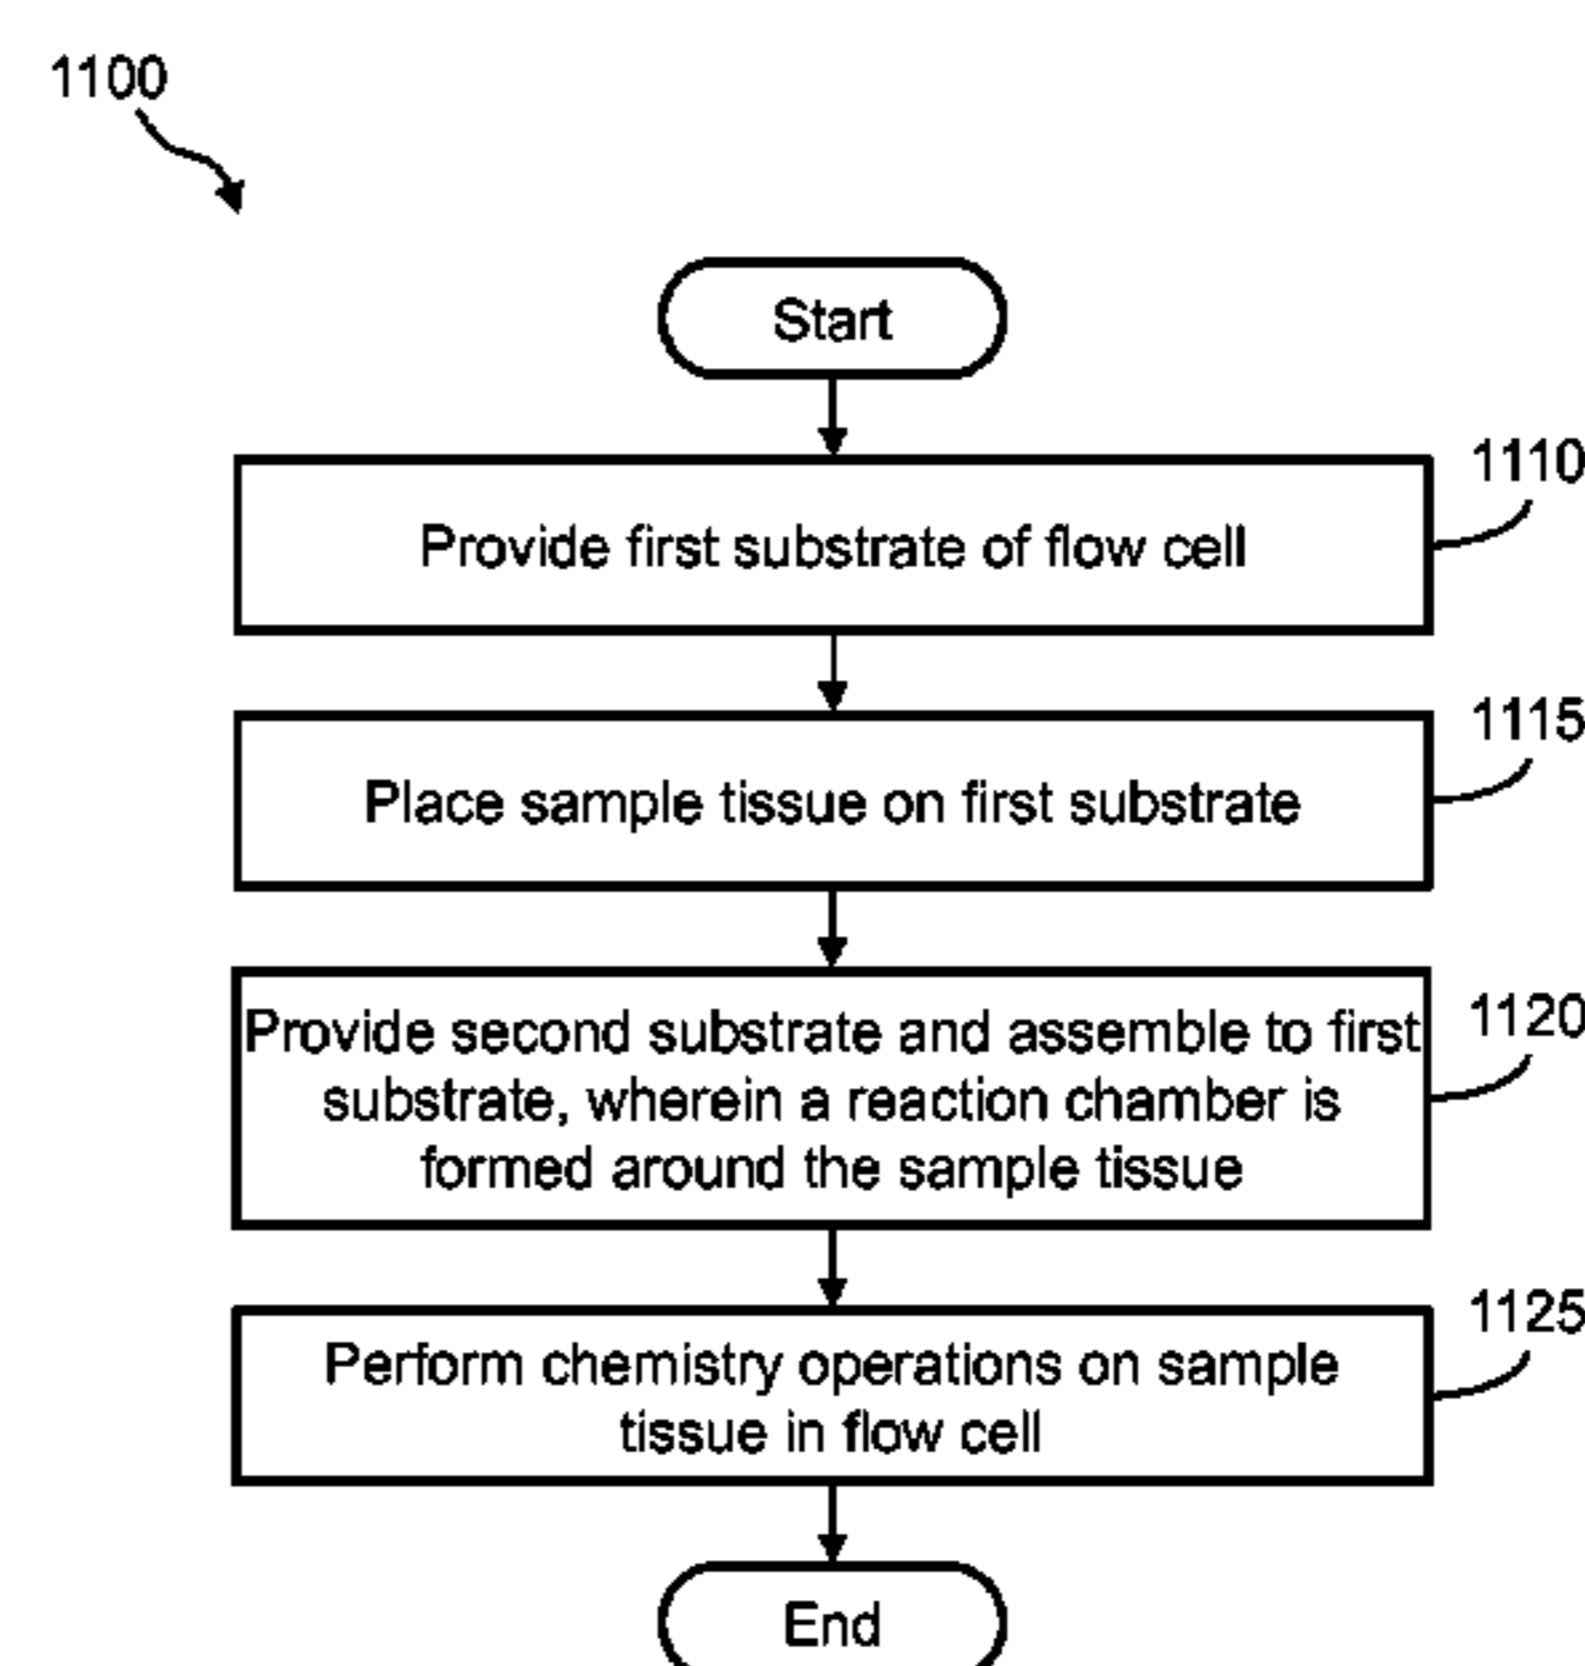 1100
Start
1110
Provide first substrate of flow cell
1115
Place sample tissue on first substrate
1120
Provide second substrate and assemble to first
substrate, wherein a reaction chamber is
formed around the sample tissue
1125
Perform chemistry operations on sample
tissue in flow cell
End